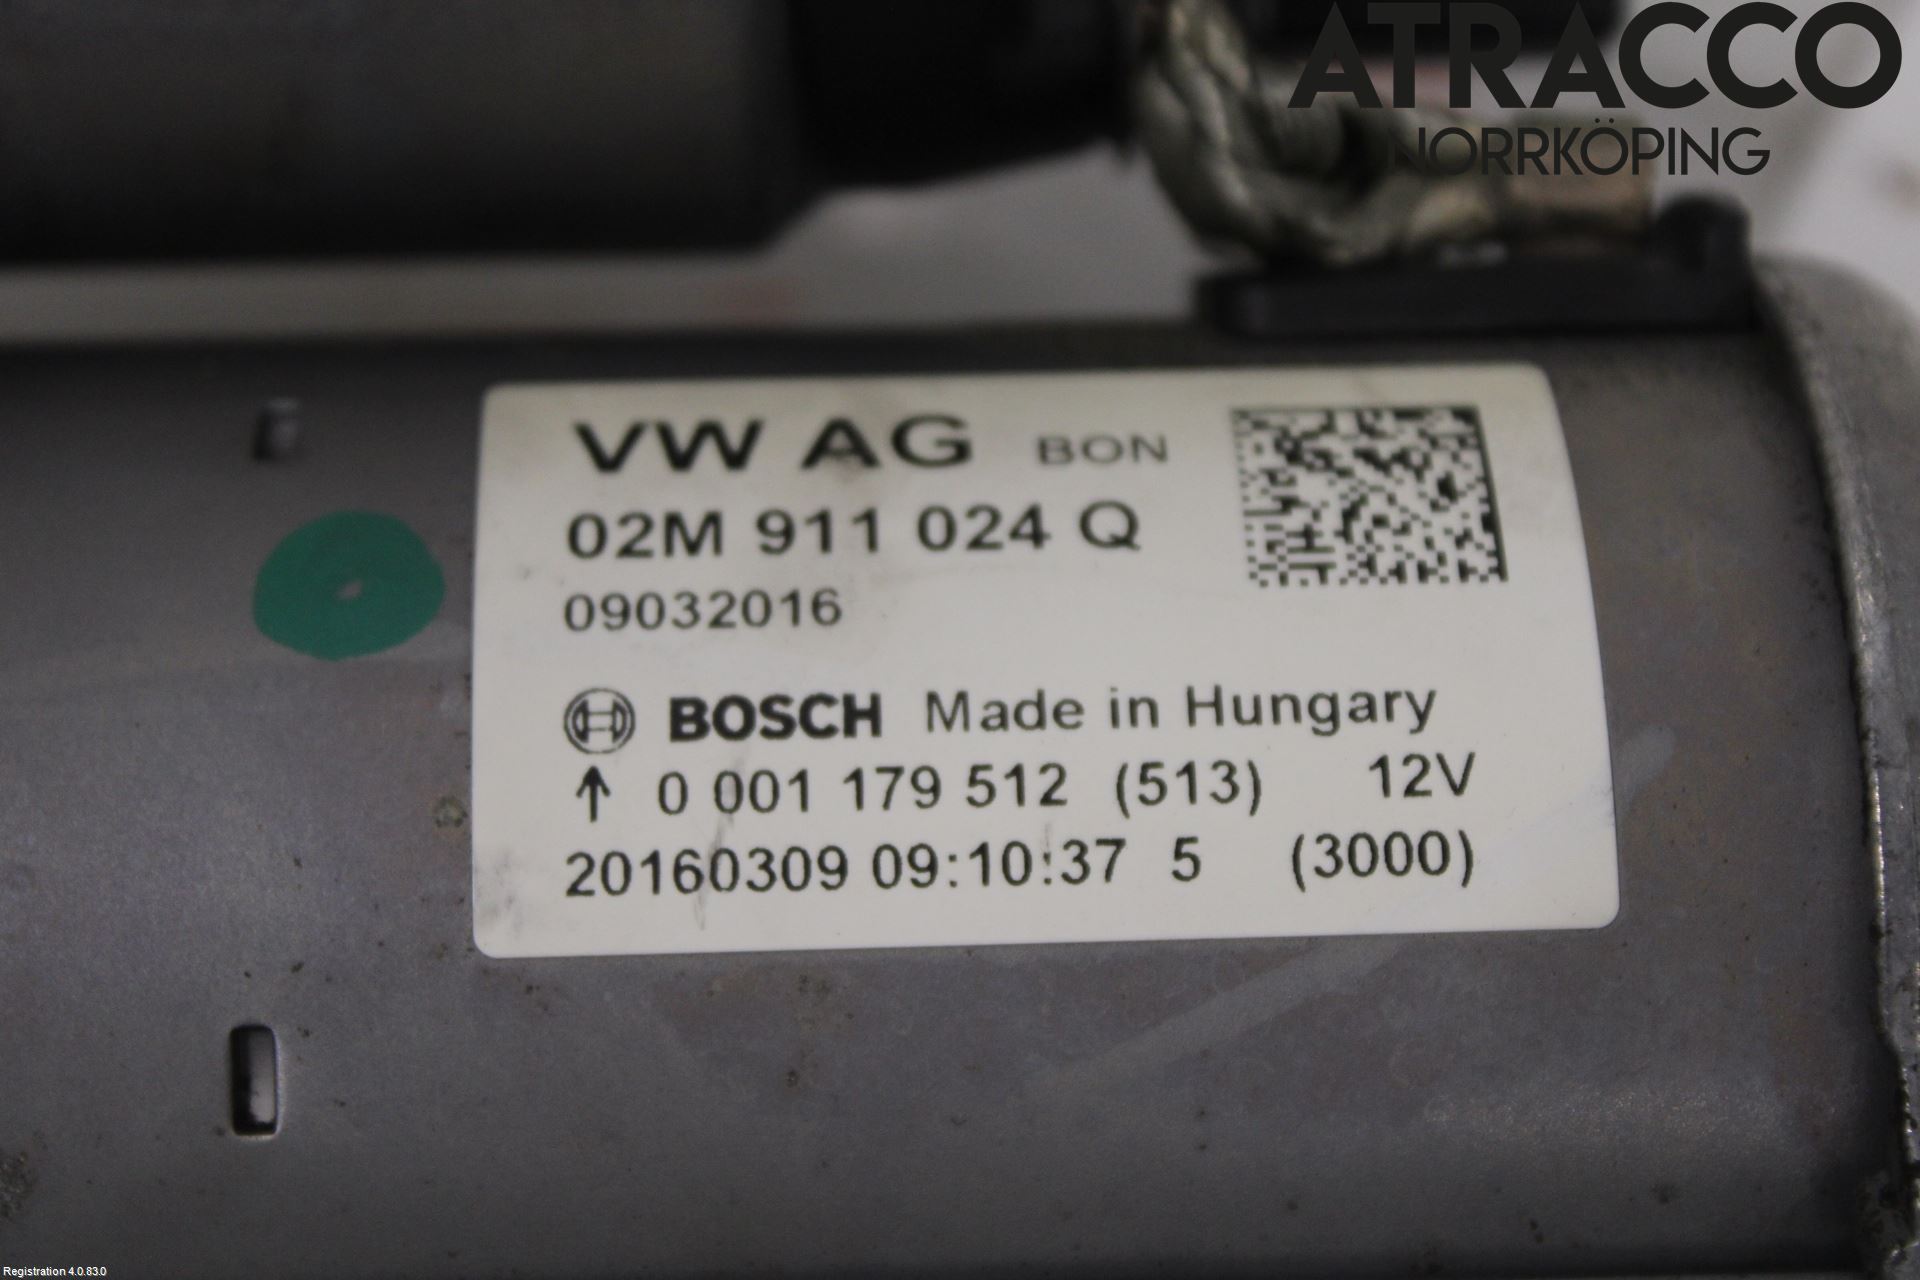 ATRACCO
NORRKÖPING
VW AG BON
02M 911 024 Q
09032016
BOSCH Made in Hungary
↑ 0 001 179 512 (513) 12V
20160309 09:10:37 5 (3000)
Registration 4.0.83.0